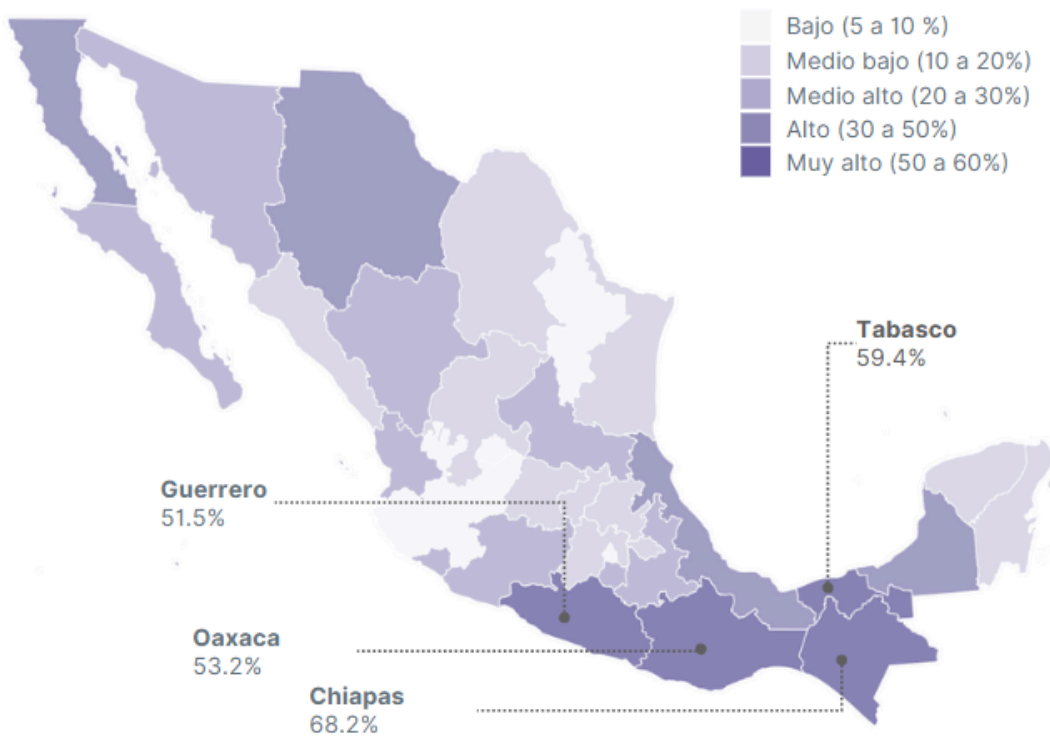 Bajo (5 a 10 %)
Medio bajo (10 a 20%)
Medio alto (20 a 30%)
Alto (30 a 50%)
Muy alto (50 a 60%)
Tabasco
59.4%
Guerrero
51.5%
Oaxaca
53.2%
Chiapas
68.2%